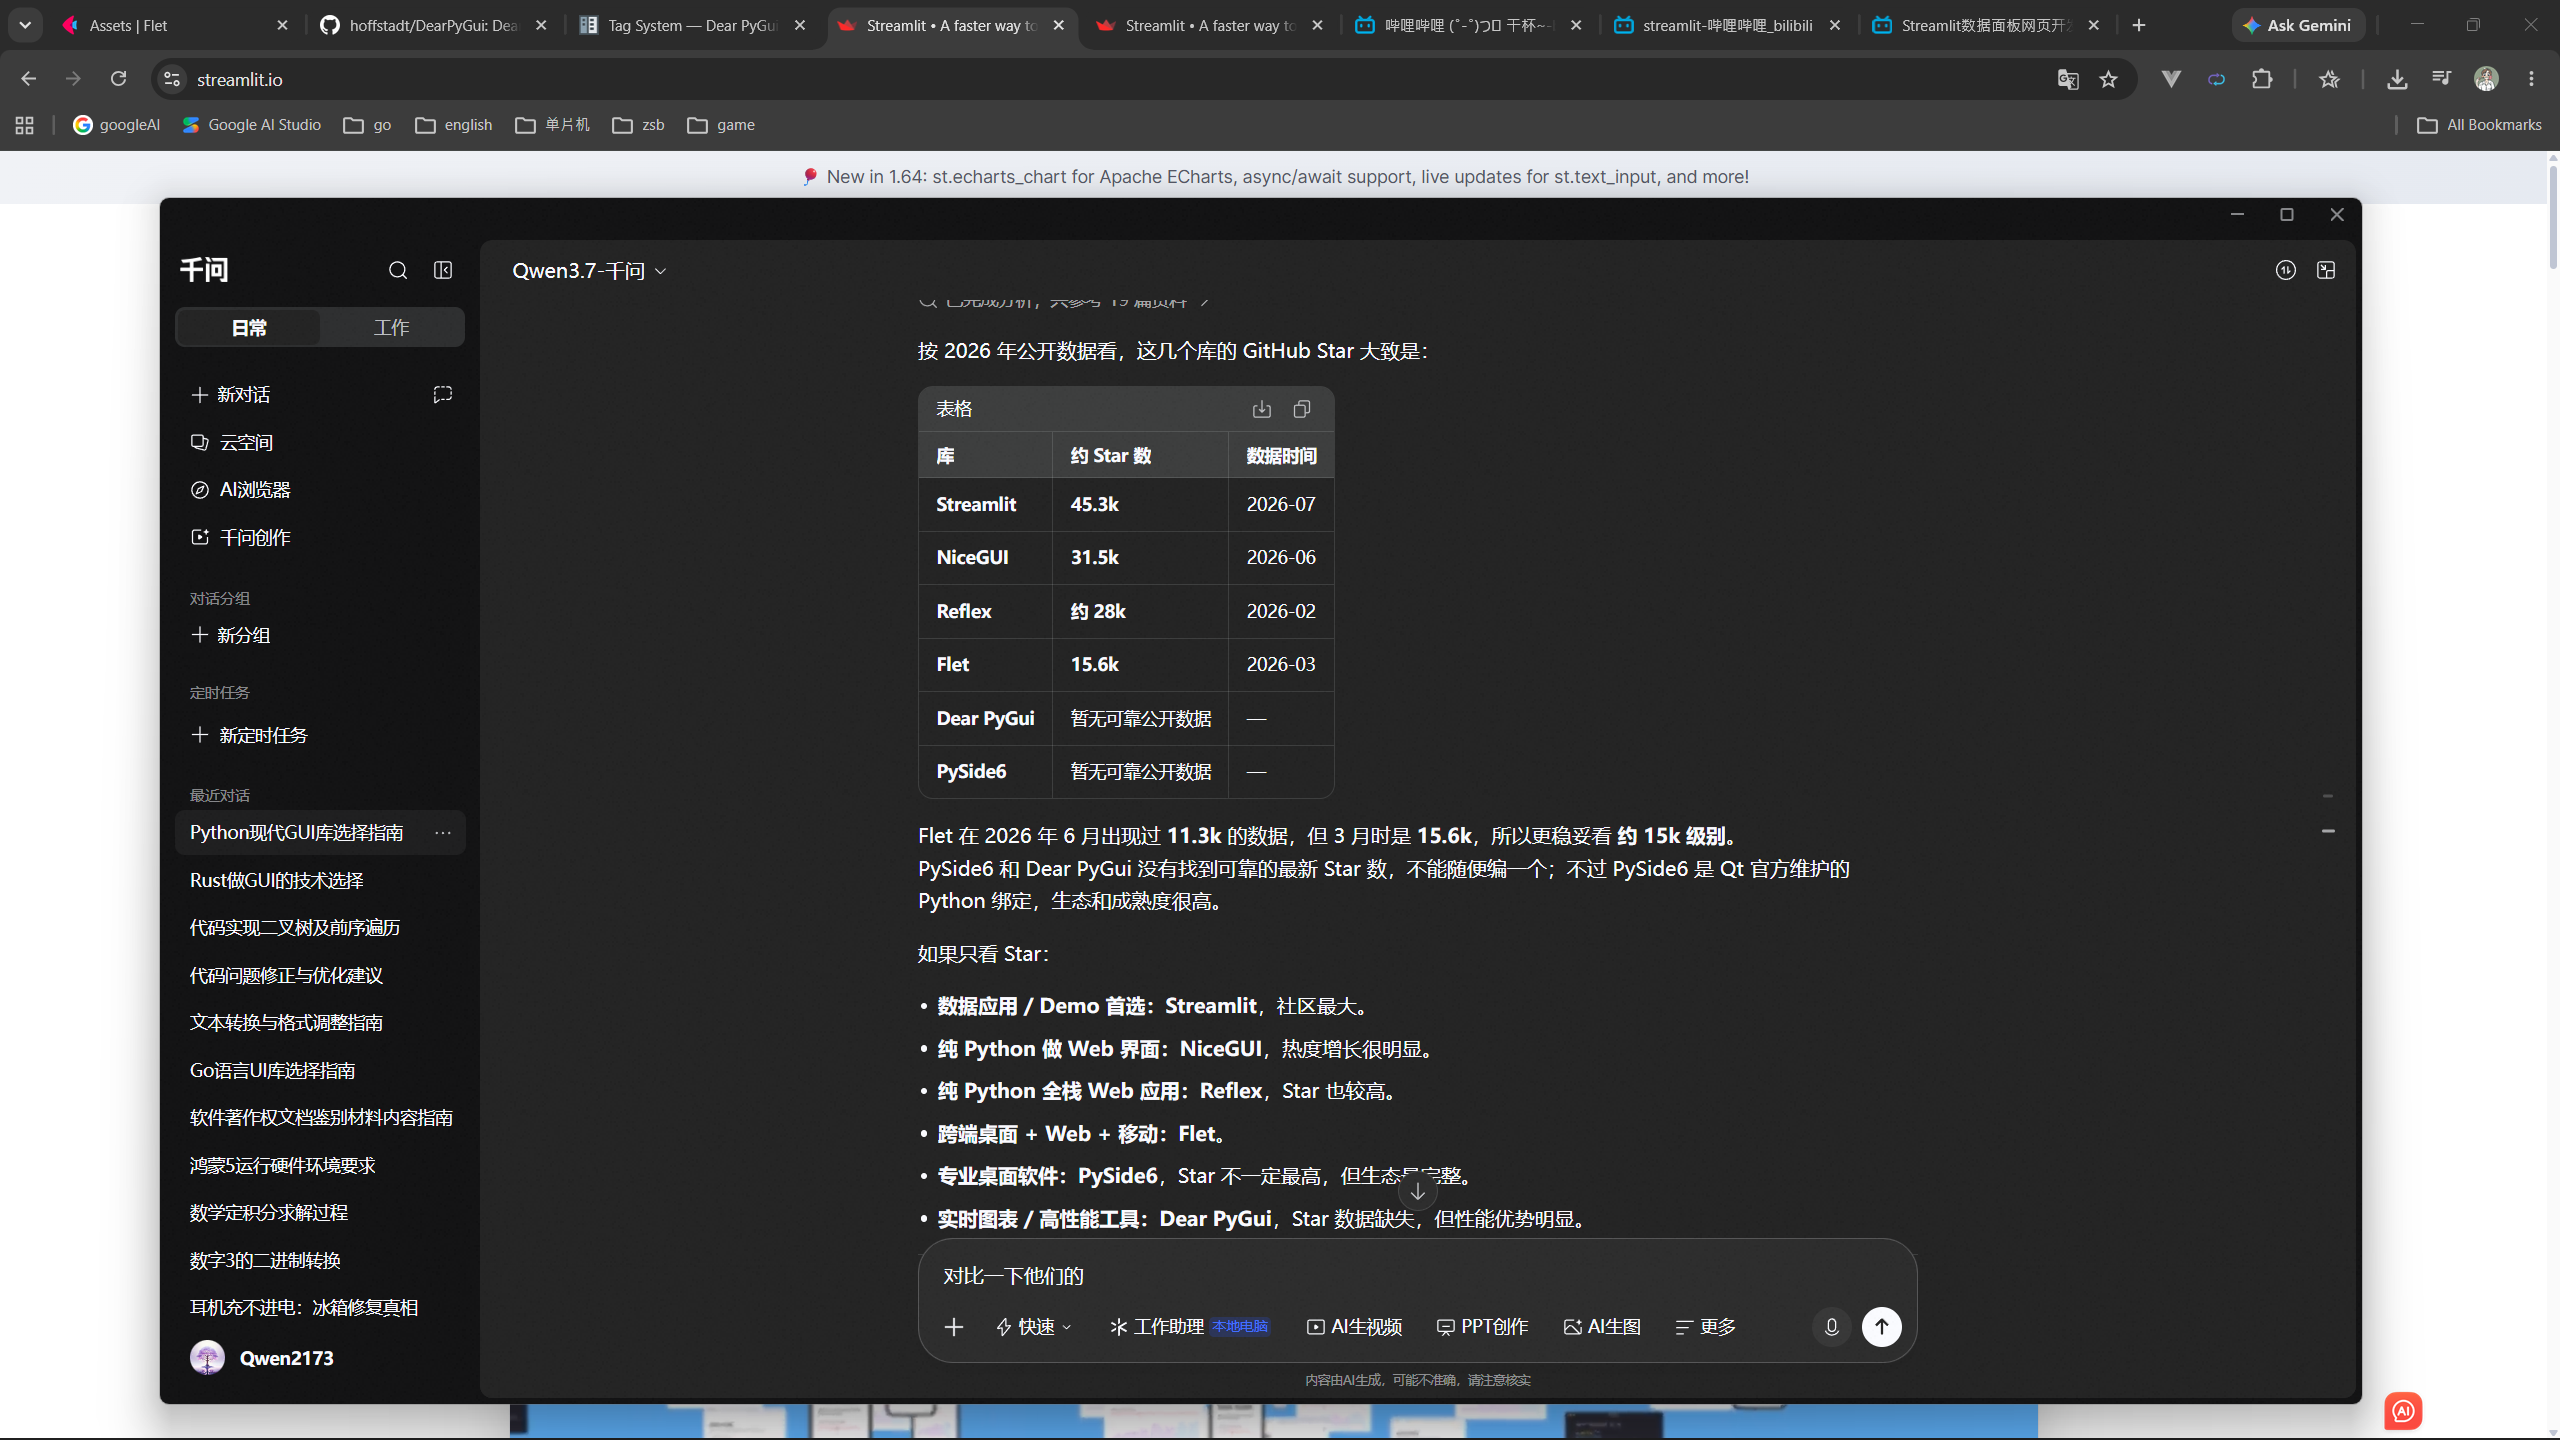 Assets | Flet
hoffstadt/DearPyGui: Dea
Tag System — Dear PyGui
Streamlit • A faster way to
Streamlit • A faster way to
哔哩哔哩 (゜-゜)つロ 干杯~-
streamlit-哔哩哔哩_bilibili
Streamlit数据面板网页开发
Ask Gemini
streamlit.io
googleAI
Google AI Studio
go
english
单片机
zsb
game
All Bookmarks
New in 1.64: st.echarts_chart for Apache ECharts, async/await support, live updates for st.text_input, and more!
千问
日常
工作
新对话
云空间
AI浏览器
千问创作
对话分组
新分组
定时任务
新定时任务
最近对话
Python现代GUI库选择指南
Rust做GUI的技术选择
代码实现二叉树及前序遍历
代码问题修正与优化建议
文本转换与格式调整指南
Go语言UI库选择指南
软件著作权文档鉴别材料内容指南
鸿蒙5运行硬件环境要求
数学定积分求解过程
数字3的二进制转换
耳机充不进电：冰箱修复真相
Qwen2173
Qwen3.7-千问
已完成分析，共参考 19 篇资料
按 2026 年公开数据看，这几个库的 GitHub Star 大致是：
表格
库 约 Star 数 数据时间
Streamlit 45.3k 2026-07
NiceGUI 31.5k 2026-06
Reflex 约 28k 2026-02
Flet 15.6k 2026-03
Dear PyGui 暂无可靠公开数据 —
PySide6 暂无可靠公开数据 —
Flet 在 2026 年 6 月出现过 11.3k 的数据，但 3 月时是 15.6k，所以更稳妥看 约 15k 级别。
PySide6 和 Dear PyGui 没有找到可靠的最新 Star 数，不能随便编一个；不过 PySide6 是 Qt 官方维护的
Python 绑定，生态和成熟度很高。
如果只看 Star：
• 数据应用 / Demo 首选：Streamlit，社区最大。
• 纯 Python 做 Web 界面：NiceGUI，热度增长很明显。
• 纯 Python 全栈 Web 应用：Reflex，Star 也较高。
• 跨端桌面 + Web + 移动：Flet。
• 专业桌面软件：PySide6，Star 不一定最高，但生态最完整。
• 实时图表 / 高性能工具：Dear PyGui，Star 数据缺失，但性能优势明显。
对比一下他们的
快速
工作助理 本地电脑
AI生视频
PPT创作
AI生图
更多
内容由AI生成，可能不准确，请注意核实
AI